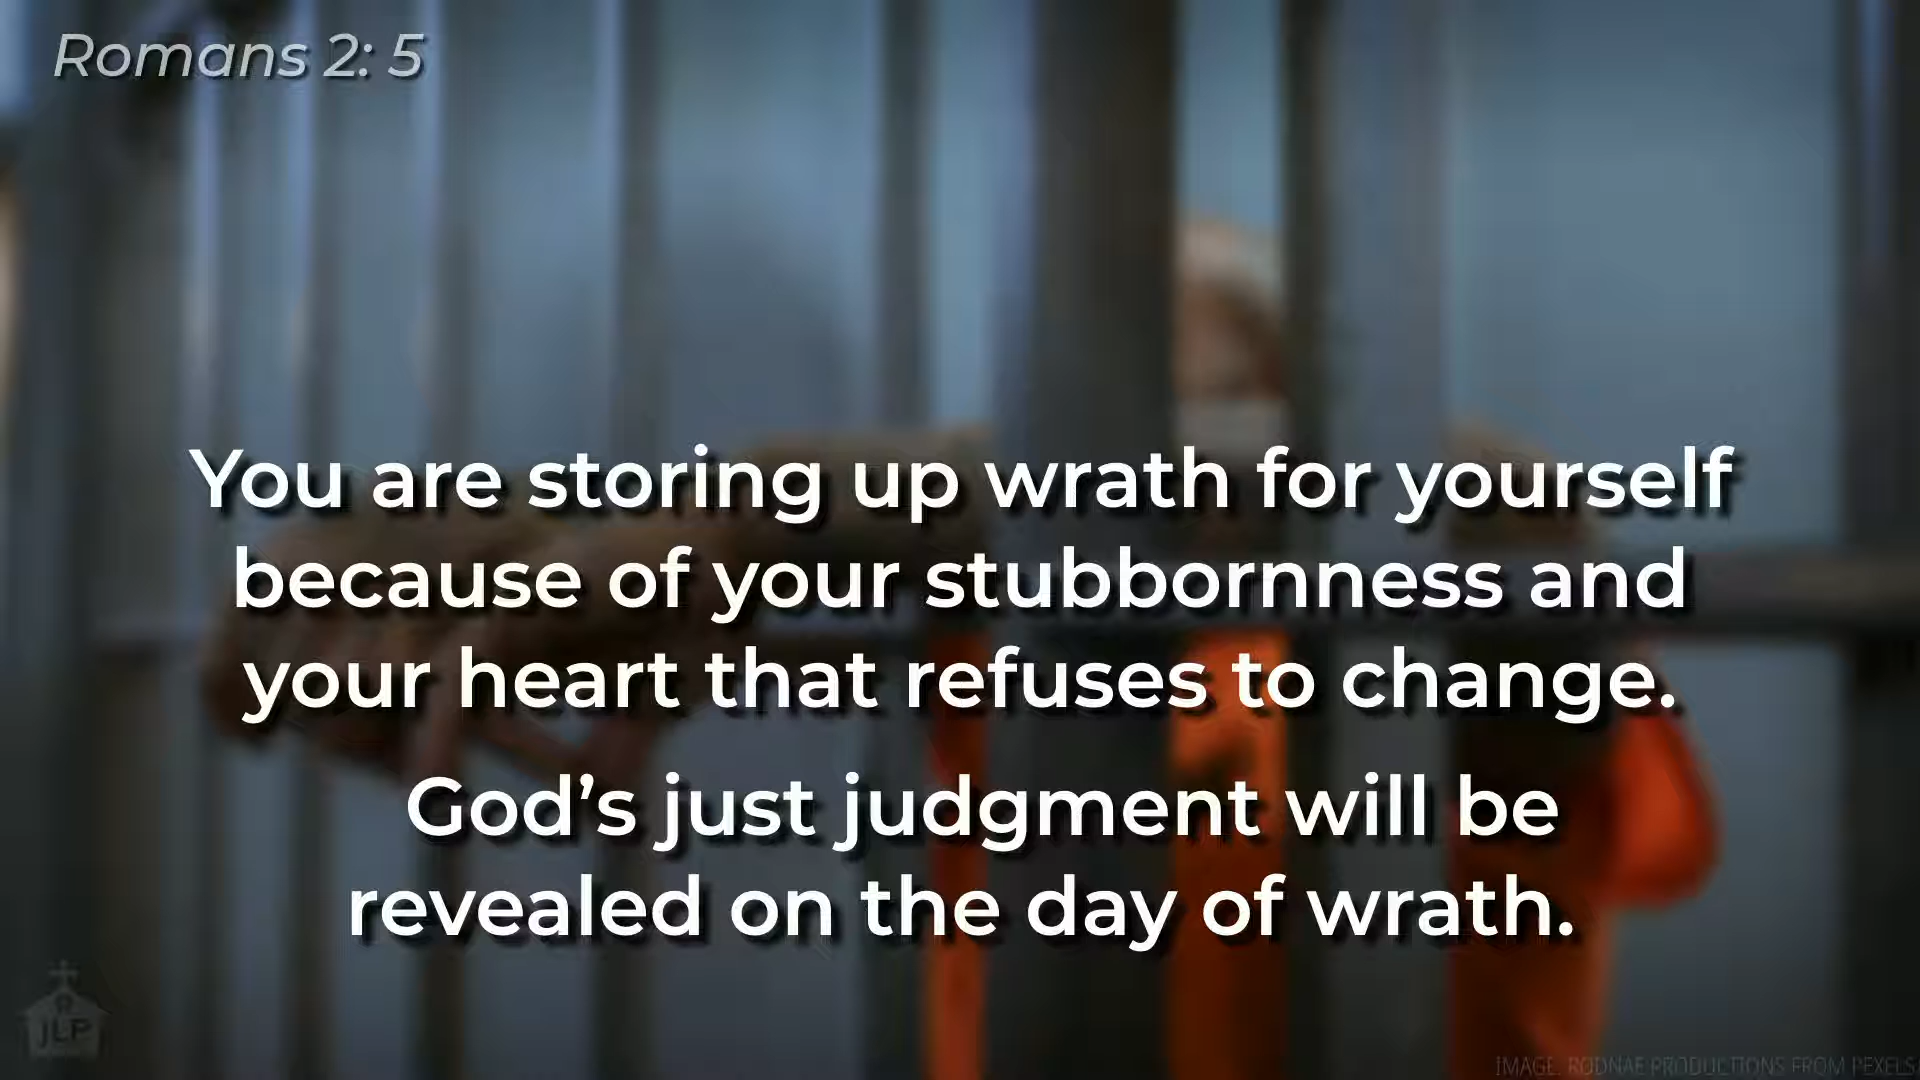 Romans 2: 5
You are storing up wrath for yourself
because of your stubbornness and
your heart that refuses to change.
God’s just judgment will be
revealed on the day of wrath.
JLP
IMAGE: RODNAE PRODUCTIONS FROM PEXELS